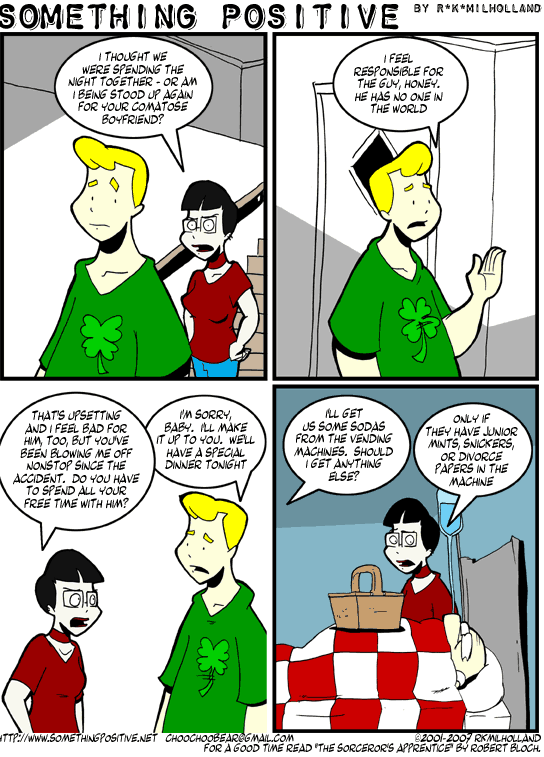 SOMETHING POSITIVE BY R*K*MILHOLLAND
I THOUGHT WE
WERE SPENDING THE
NIGHT TOGETHER - OR AM
I BEING STOOD UP AGAIN
FOR YOUR COMATOSE
BOYFRIEND?
I FEEL
RESPONSIBLE FOR
THE GUY, HONEY.
HE HAS NO ONE IN
THE WORLD
THAT'S UPSETTING
AND I FEEL BAD FOR
HIM, TOO, BUT YOU'VE
BEEN BLOWING ME OFF
NONSTOP SINCE THE
ACCIDENT. DO YOU HAVE
TO SPEND ALL YOUR
FREE TIME WITH HIM?
I'M SORRY,
BABY. I'LL MAKE
IT UP TO YOU. WE'LL
HAVE A SPECIAL
DINNER TONIGHT
I'LL GET
US SOME SODAS
FROM THE VENDING
MACHINES. SHOULD
I GET ANYTHING
ELSE?
ONLY IF
THEY HAVE JUNIOR
MINTS, SNICKERS,
OR DIVORCE
PAPERS IN THE
MACHINE
HTTP://WWW.SOMETHINGPOSITIVE.NET CHOOCHOOBEAR@GMAIL.COM ©2001-2007 RKMILHOLLAND
FOR A GOOD TIME READ "THE SORCEROR'S APPRENTICE" BY ROBERT BLOCH.